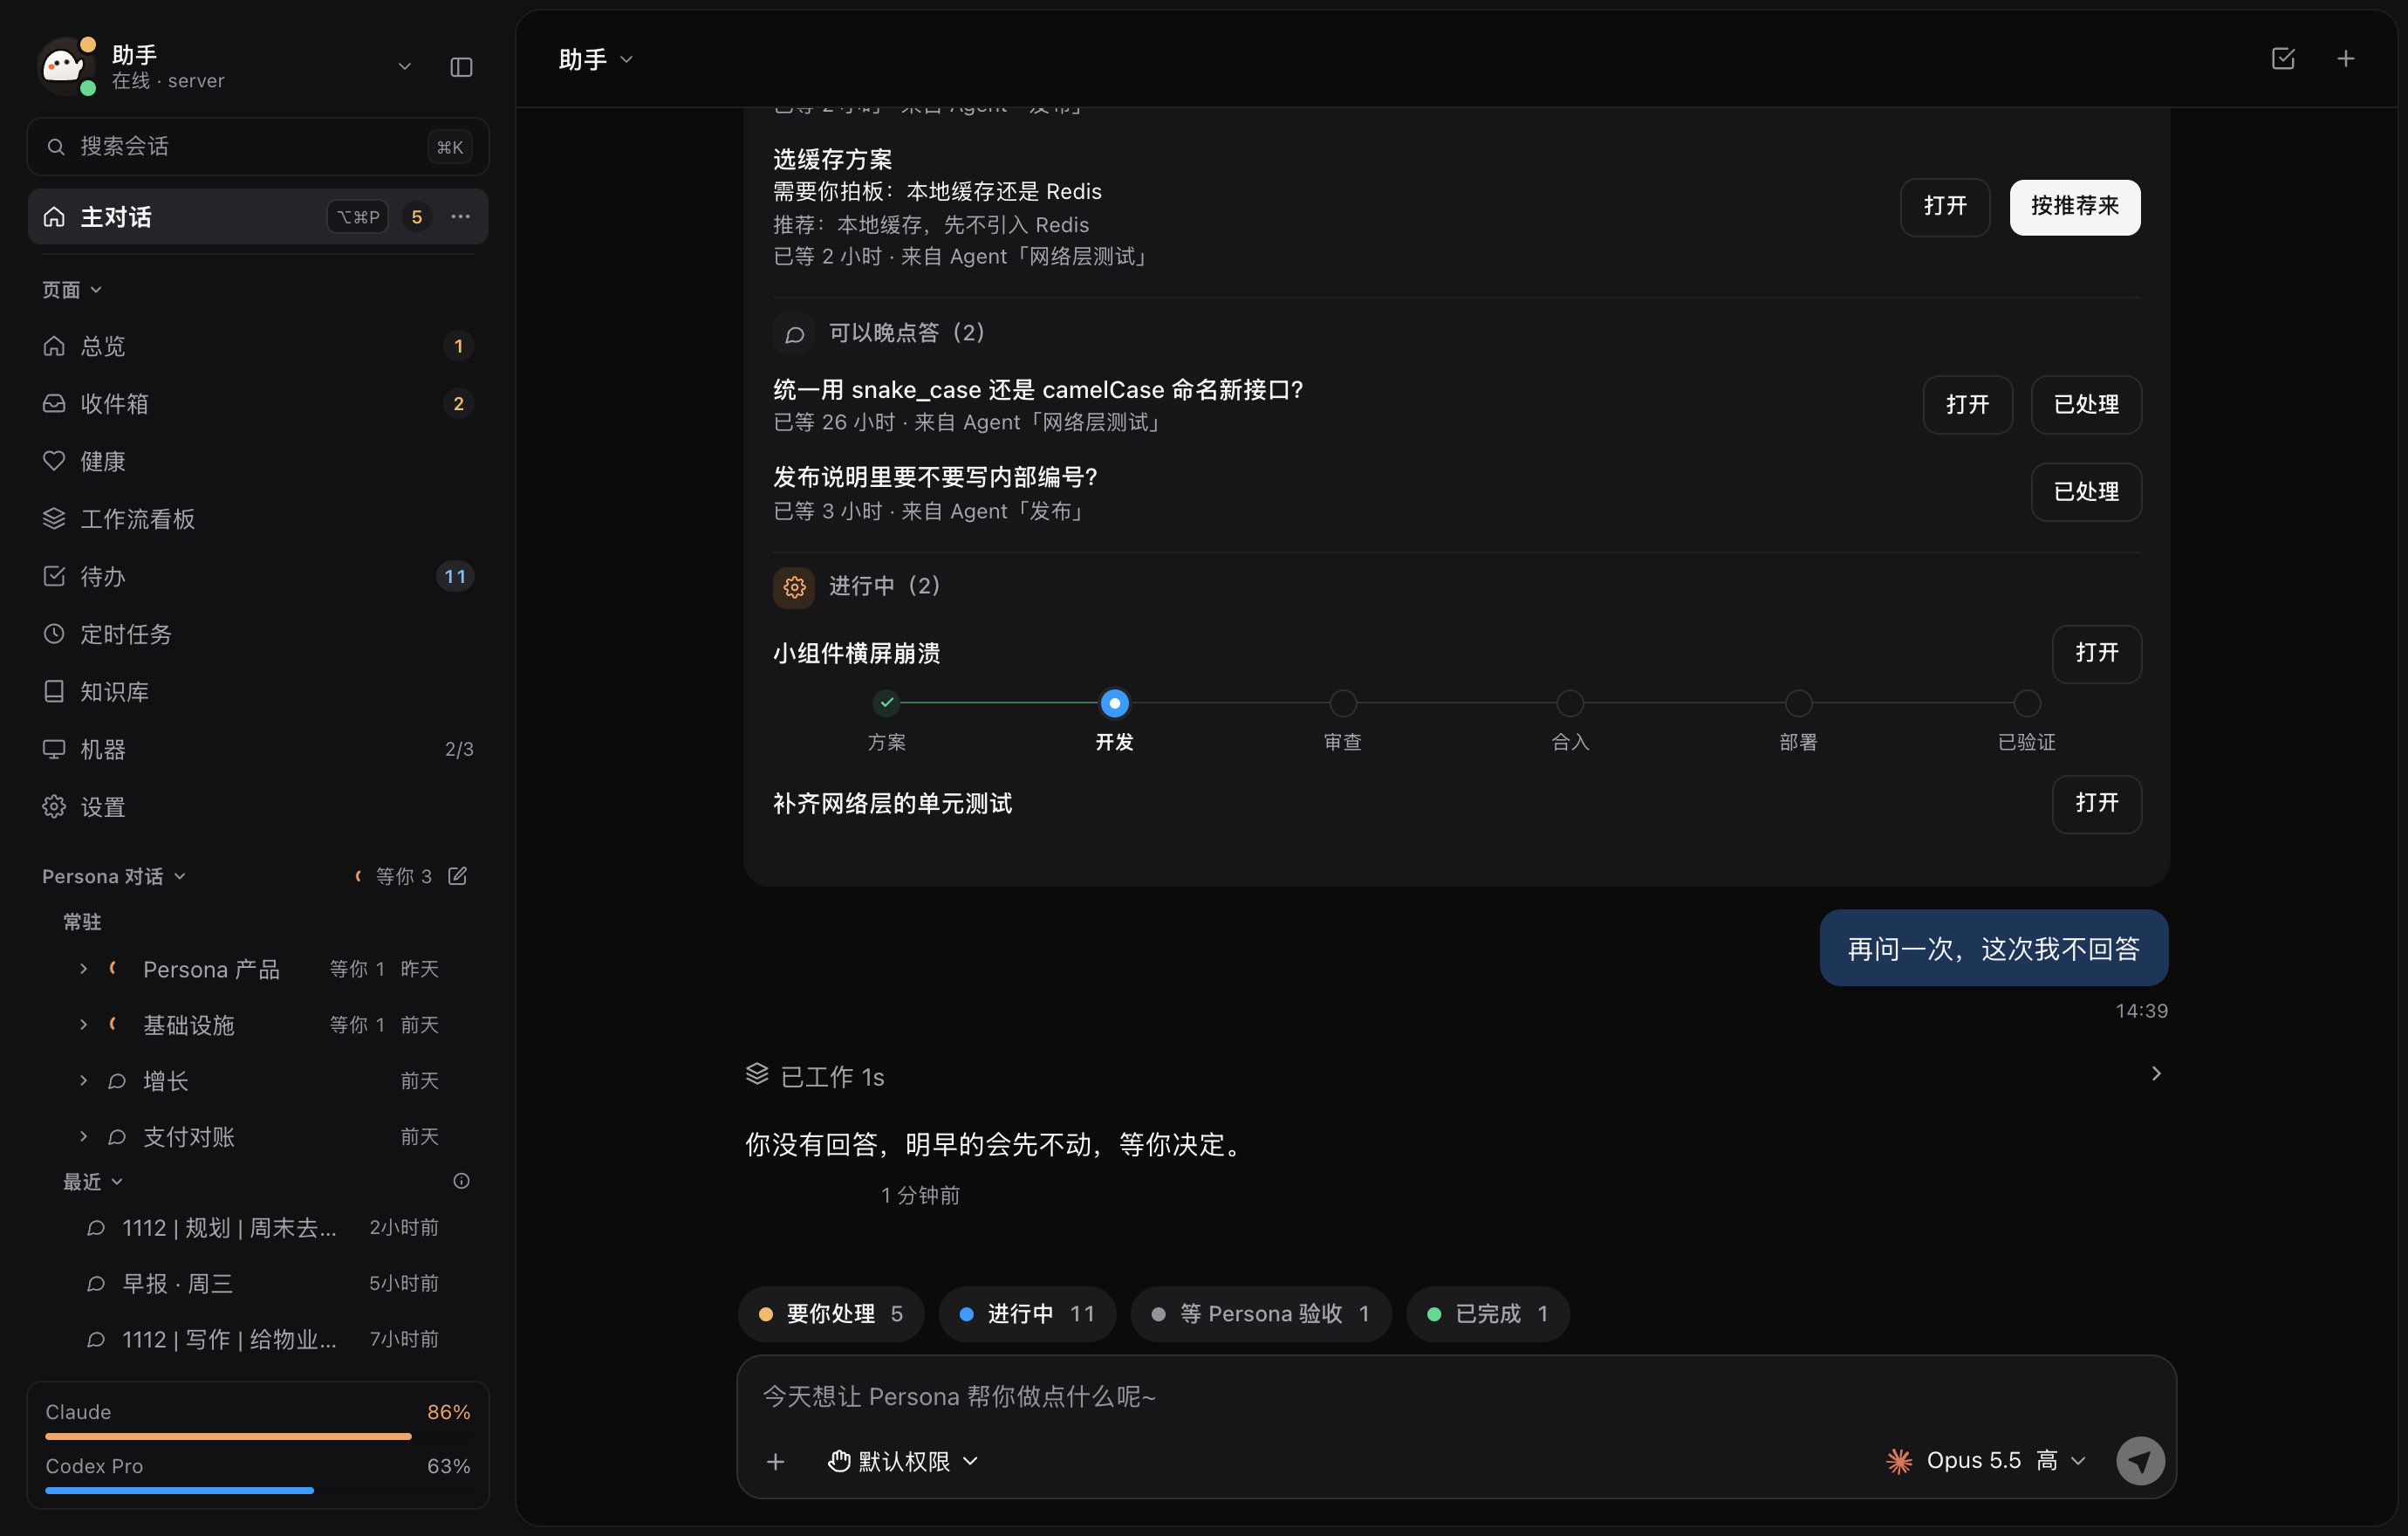 助手
在线 · server
搜索会话 ⌘K
主对话 ⌥⌘P 5
页面
总览 1
收件箱 2
健康
工作流看板
待办 11
定时任务
知识库
机器 2/3
设置
Persona 对话 等你 3
常驻
Persona 产品 等你 1 昨天
基础设施 等你 1 前天
增长 前天
支付对账 前天
最近
1112 | 规划 | 周末去... 2小时前
早报 · 周三 5小时前
1112 | 写作 | 给物业... 7小时前
Claude 86%
Codex Pro 63%
助手
已等 2 小时 · 来自 Agent「发布」
选缓存方案
需要你拍板：本地缓存还是 Redis
推荐：本地缓存，先不引入 Redis
已等 2 小时 · 来自 Agent「网络层测试」
打开 按推荐来
可以晚点答（2）
统一用 snake_case 还是 camelCase 命名新接口？
已等 26 小时 · 来自 Agent「网络层测试」
打开 已处理
发布说明里要不要写内部编号？
已等 3 小时 · 来自 Agent「发布」
已处理
进行中（2）
小组件横屏崩溃 打开
方案 开发 审查 合入 部署 已验证
补齐网络层的单元测试 打开
再问一次，这次我不回答
14:39
已工作 1s
你没有回答，明早的会先不动，等你决定。
1 分钟前
要你处理 5 进行中 11 等 Persona 验收 1 已完成 1
今天想让 Persona 帮你做点什么呢~
默认权限 Opus 5.5 高